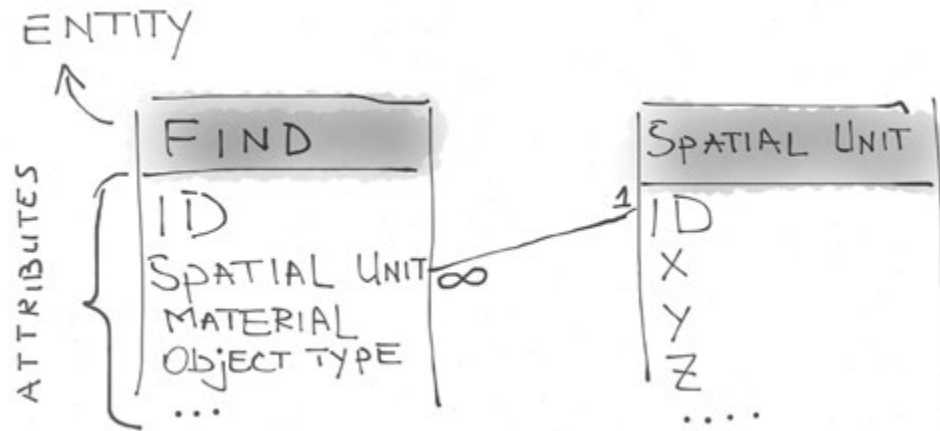 ENTITY
ATTRIBUTES
FIND
ID
SPATIAL UNIT
MATERIAL
OBJECT TYPE
...
∞
1
SPATIAL UNIT
ID
X
Y
Z
....